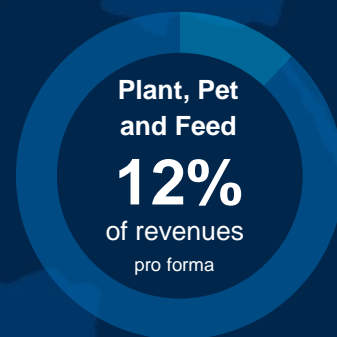 Plant, Pet
and Feed
12%
of revenues
pro forma